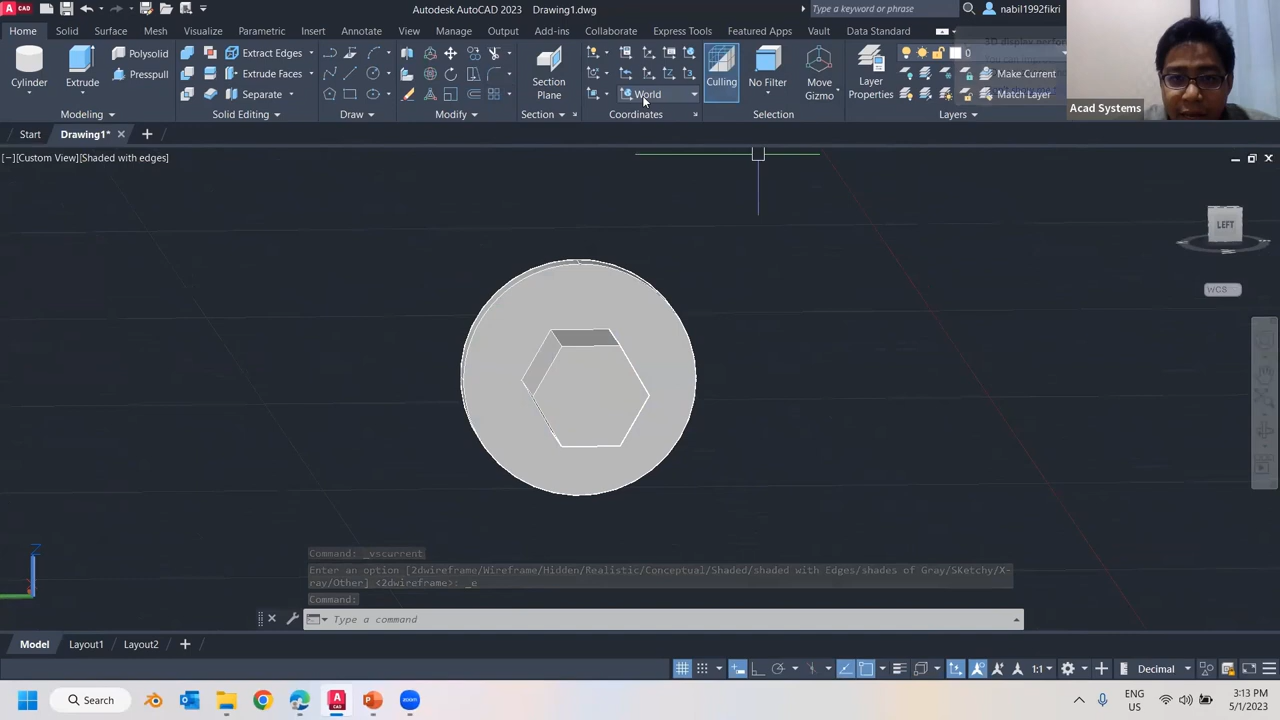 CAD
Autodesk AutoCAD 2023 Drawing1.dwg
Type a keyword or phrase
nabil1992fikri
Home Solid Surface Mesh Visualize Parametric Insert Annotate View Manage Output Add-ins Collaborate Express Tools Featured Apps Vault Data Standard
Cylinder
Extrude
Polysolid
Presspull
Modeling
Extract Edges
Extrude Faces
Separate
Solid Editing
Draw
Modify
Section
Plane
Section
World
Coordinates
Culling
No Filter
Move
Gizmo
Selection
Layer
Properties
0
Make Current
Match Layer
Layers
Acad Systems
Start Drawing1*
[−][Custom View][Shaded with edges]
LEFT
WCS
Z
Command: _vscurrent
Enter an option [2dwireframe/Wireframe/Hidden/Realistic/Conceptual/Shaded/shaded with Edges/shades of Gray/SKetchy/X-
ray/Other] <2dwireframe>: _e
Command:
Type a command
Model Layout1 Layout2
1:1
Decimal
Search
ENG
US
3:13 PM
5/1/2023